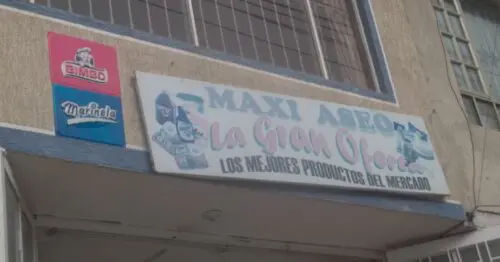 BIMBO
Marinela
MAXI ASEO
La Gran Oferta
LOS MEJORES PRODUCTOS DEL MERCADO